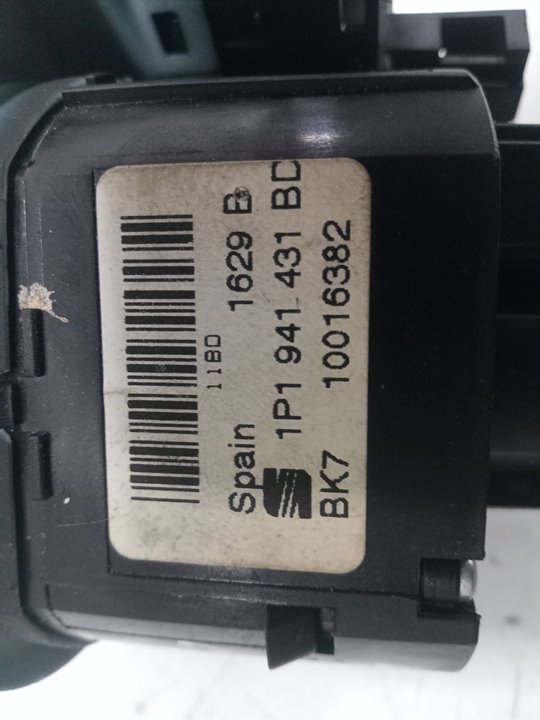 11BD
Spain 1629 B
S 1P1 941 431 BD
BK7 10016382